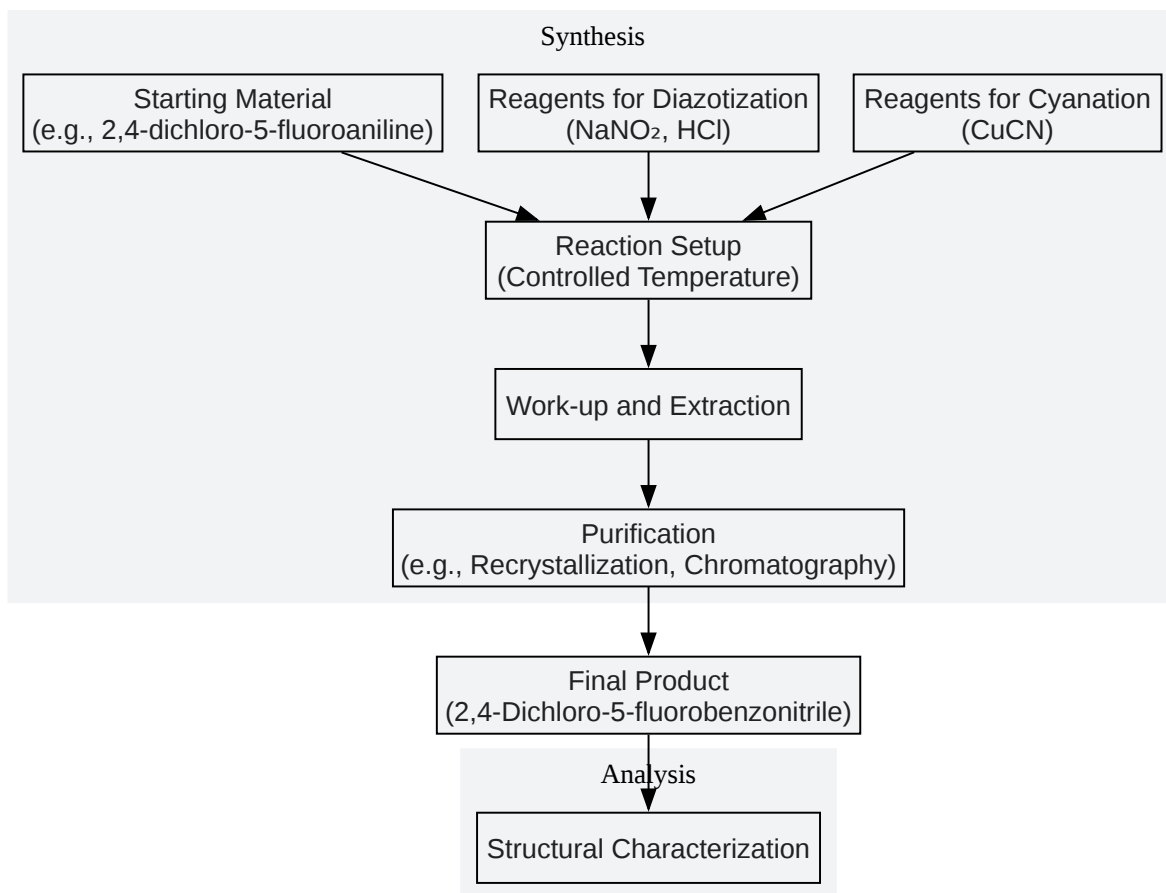 Synthesis
Starting Material
(e.g., 2,4-dichloro-5-fluoroaniline)
Reagents for Diazotization
(NaNO₂, HCl)
Reagents for Cyanation
(CuCN)
Reaction Setup
(Controlled Temperature)
Work-up and Extraction
Purification
(e.g., Recrystallization, Chromatography)
Final Product
(2,4-Dichloro-5-fluorobenzonitrile)
Analysis
Structural Characterization